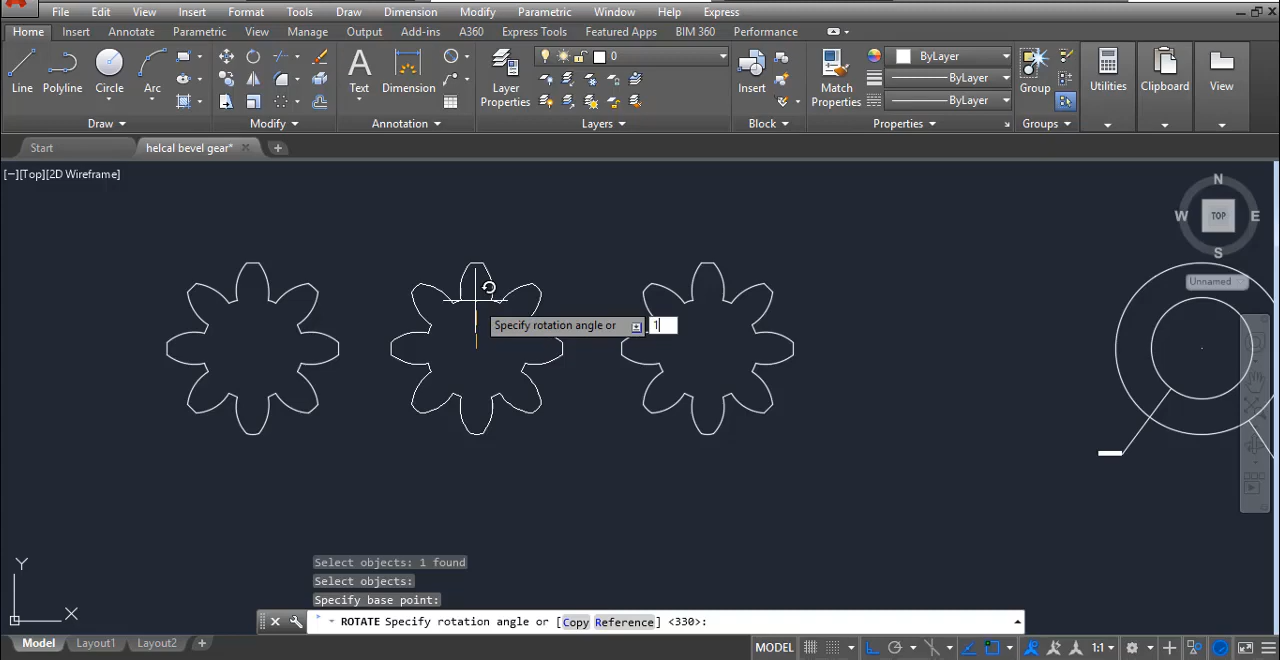 File Edit View Insert Format Tools Draw Dimension Modify Parametric Window Help Express
Home Insert Annotate Parametric View Manage Output Add-ins A360 Express Tools Featured Apps BIM 360 Performance
0
ByLayer
ByLayer
ByLayer
Line Polyline Circle Arc Text Dimension Layer Properties Insert Match Properties Group Utilities Clipboard View
Draw Modify Annotation Layers Block Properties Groups
Start helcal bevel gear*
[−][Top][2D Wireframe]
N
W TOP E
S
Unnamed
Specify rotation angle or 1
Select objects: 1 found
Select objects:
Specify base point:
ROTATE Specify rotation angle or [Copy Reference] <330>:
Y
X
Model Layout1 Layout2 MODEL 1:1